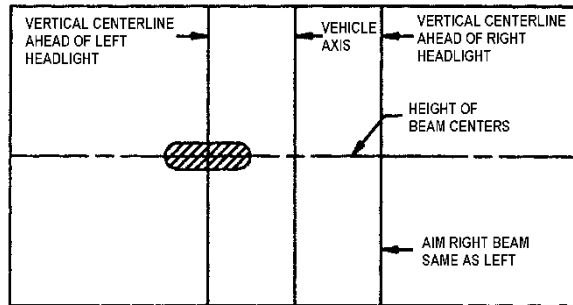 VERTICAL CENTERLINE
AHEAD OF LEFT
HEADLIGHT
VEHICLE
AXIS
VERTICAL CENTERLINE
AHEAD OF RIGHT
HEADLIGHT
HEIGHT OF
BEAM CENTERS
AIM RIGHT BEAM
SAME AS LEFT